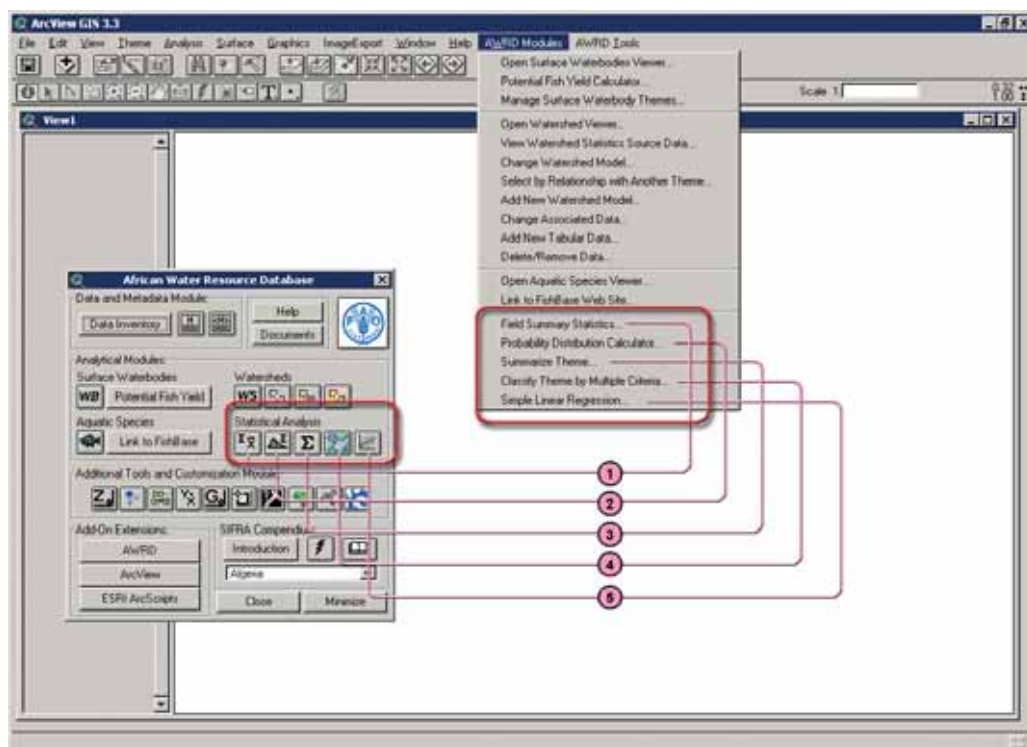 ArcView GIS 3.3
File Edit View Theme Analysis Surface Graphics ImageExport Window Help AWRD Modules AWRD Tools
Scale 1:
View1
Open Surface Waterbodies Viewer...
Potential Fish Yield Calculator...
Manage Surface Waterbody Themes...
Open Watershed Viewer...
View Watershed Statistics Source Data...
Change Watershed Model...
Select by Relationship with Another Theme...
Add New Watershed Model...
Change Associated Data...
Add New Tabular Data...
Delete/Remove Data...
Open Aquatic Species Viewer...
Link to FishBase Web Site...
Field Summary Statistics...
Probability Distribution Calculator...
Summarize Theme...
Classify Theme by Multiple Criteria...
Simple Linear Regression...
African Water Resource Database
Data and Metadata Module:
Data Inventory
Help
Documents
Analytical Modules:
Surface Waterbodies
Watersheds
WB Potential Fish Yield
WS
Aquatic Species
Statistical Analysis
Link to FishBase
Σ
Additional Tools and Customization Module:
Add-On Extensions:
SIFRA Compendium
AWRD
Introduction
ArcView
Algeria
ESRI ArcScripts
Close
Minimize
1
2
3
4
5